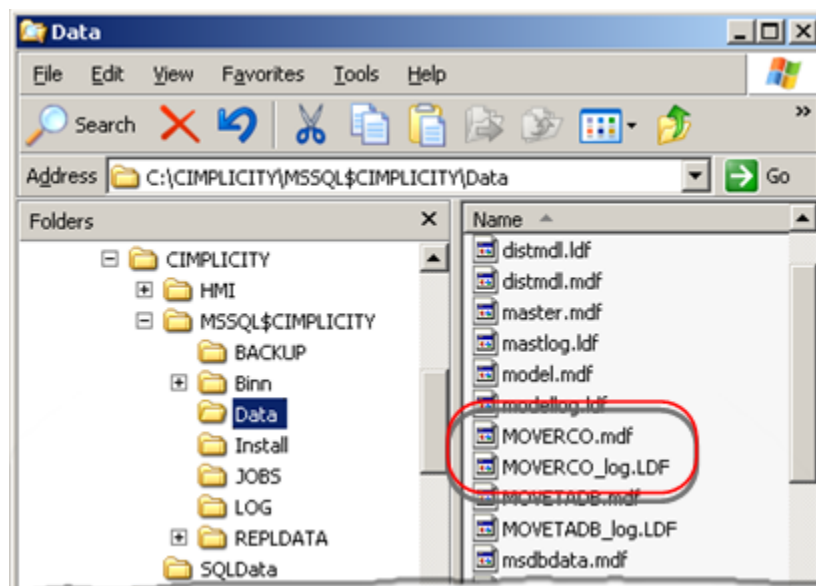 Data
File Edit View Favorites Tools Help
Search »
Address C:\CIMPLICITY\MSSQL$CIMPLICITY\Data Go
Folders
CIMPLICITY
HMI
MSSQL$CIMPLICITY
BACKUP
Binn
Data
Install
JOBS
LOG
REPLDATA
SQLData
Name
distmdl.ldf
distmdl.mdf
master.mdf
mastlog.ldf
model.mdf
modellog.ldf
MOVERCO.mdf
MOVERCO_log.LDF
MOVETADB.mdf
MOVETADB_log.LDF
msdbdata.mdf